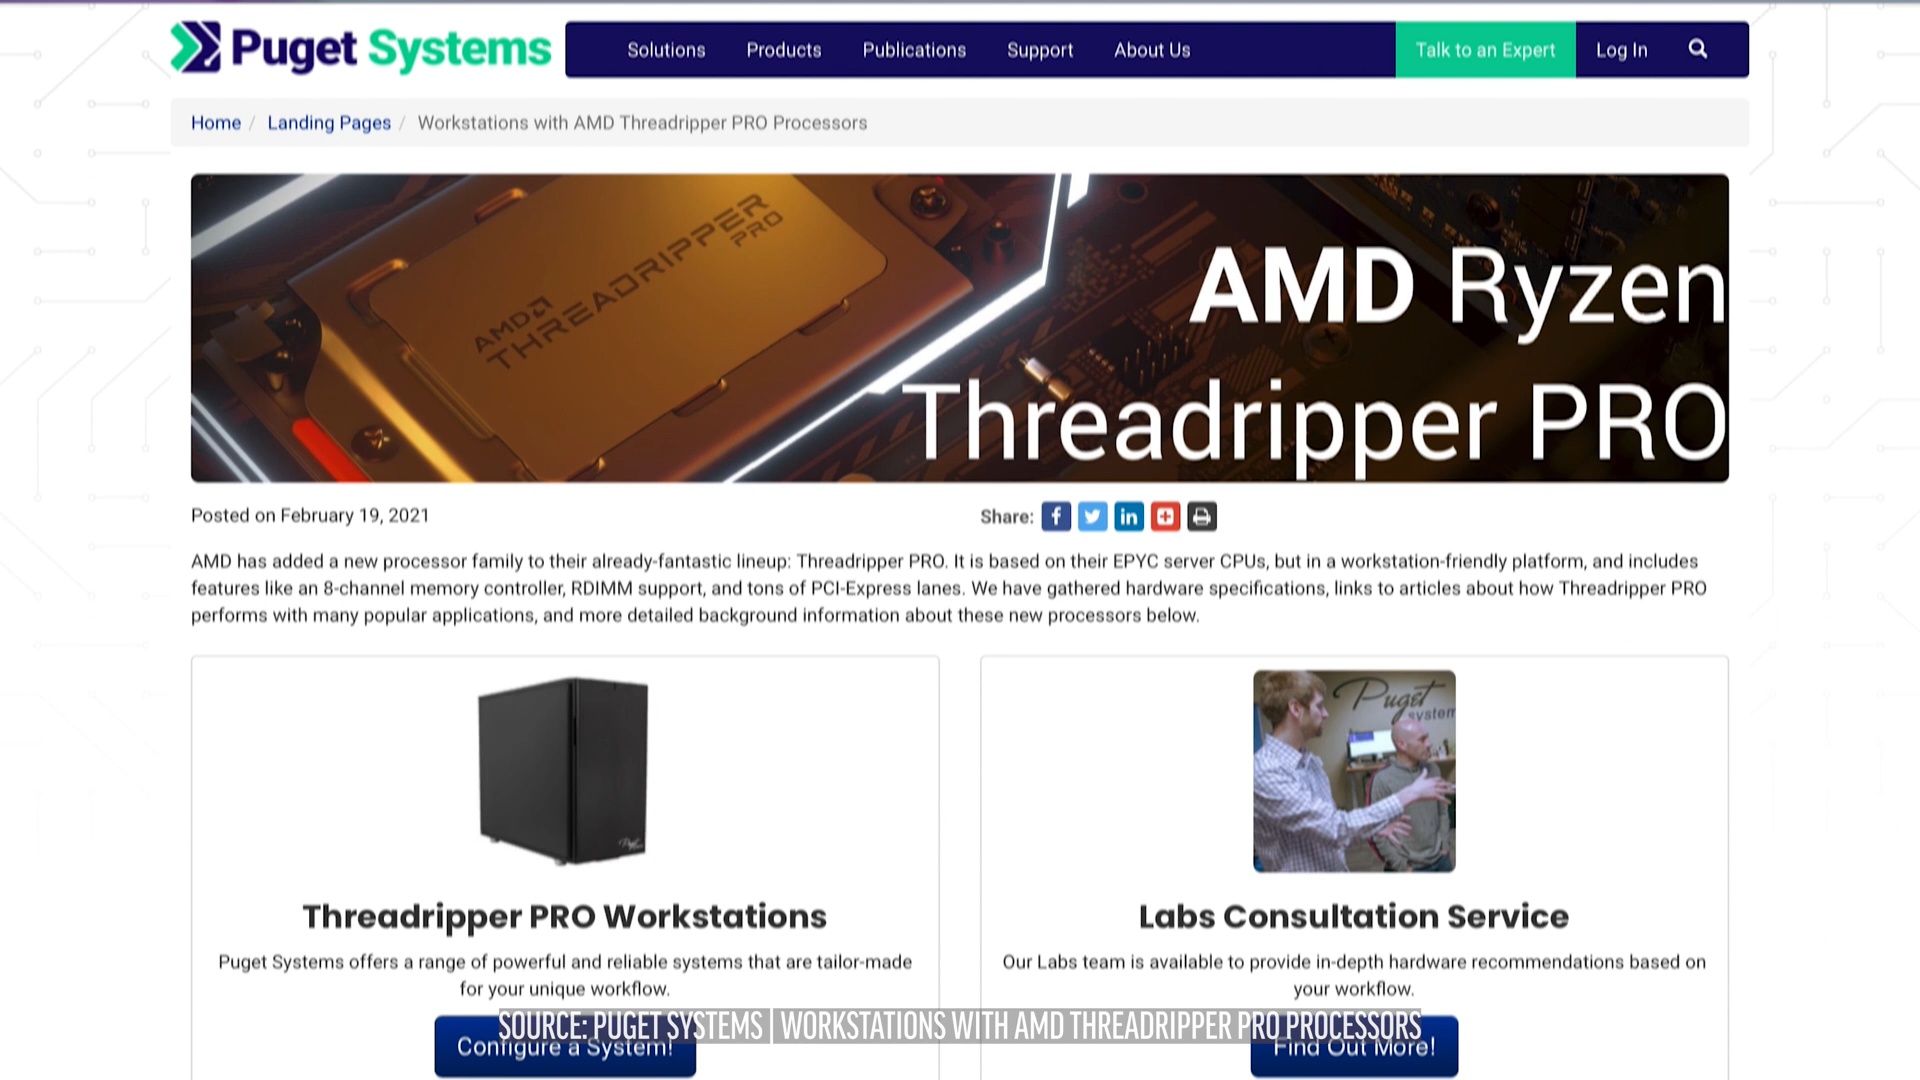 Puget Systems
Solutions
Products
Publications
Support
About Us
Talk to an Expert
Log In
Home / Landing Pages / Workstations with AMD Threadripper PRO Processors
AMD
THREADRIPPER
PRO
AMD Ryzen
Threadripper PRO
Posted on February 19, 2021
Share:
AMD has added a new processor family to their already-fantastic lineup: Threadripper PRO. It is based on their EPYC server CPUs, but in a workstation-friendly platform, and includes
features like an 8-channel memory controller, RDIMM support, and tons of PCI-Express lanes. We have gathered hardware specifications, links to articles about how Threadripper PRO
performs with many popular applications, and more detailed background information about these new processors below.
Puget
Puget
system
Threadripper PRO Workstations
Puget Systems offers a range of powerful and reliable systems that are tailor-made
for your unique workflow.
Configure a System!
Labs Consultation Service
Our Labs team is available to provide in-depth hardware recommendations based on
your workflow.
Find Out More!
SOURCE: PUGET SYSTEMS | WORKSTATIONS WITH AMD THREADRIPPER PRO PROCESSORS